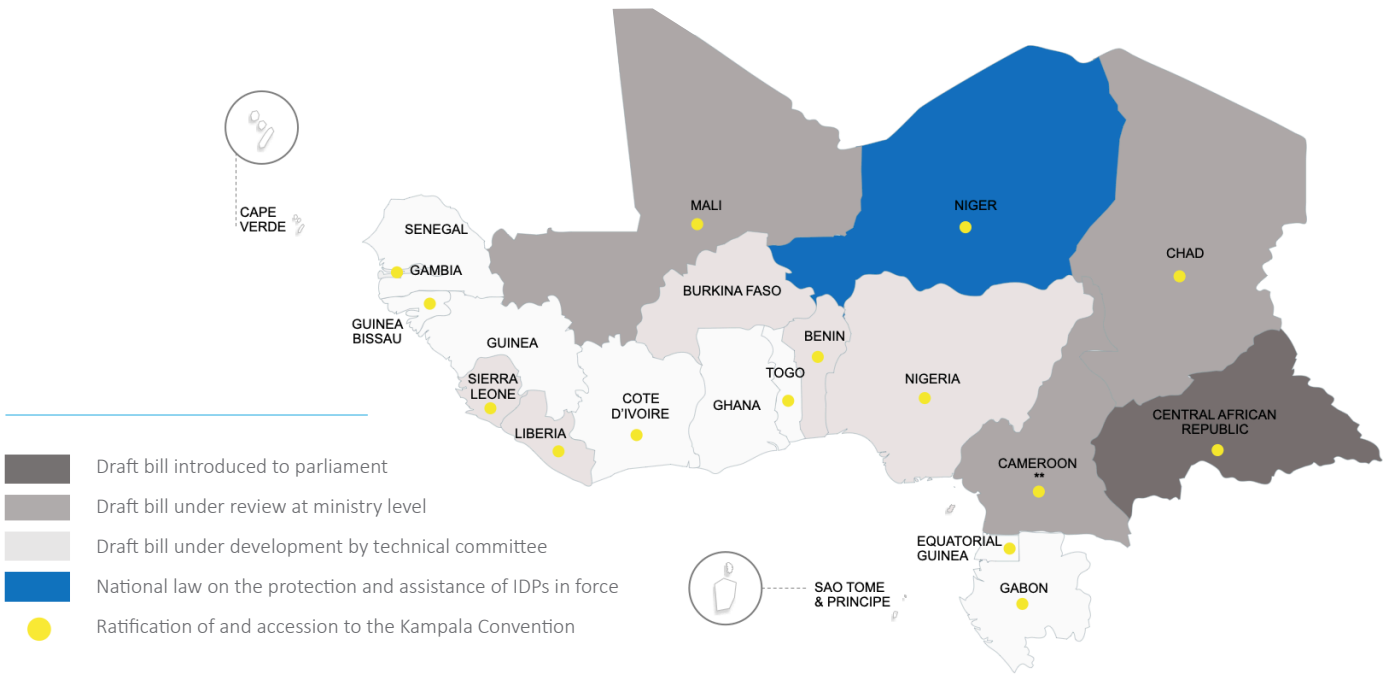 MALI
NIGER
CAPE
VERDE
SENEGAL
CHAD
GAMBIA
BURKINA FASO
GUINEA
BISSAU
GUINEA
BENIN
TOGO
SIERRA
LEONE
NIGERIA
COTE
D'IVOIRE
GHANA
LIBERIA
CENTRAL AFRICAN
REPUBLIC
CAMEROON
**
EQUATORIAL
GUINEA
SAO TOME
& PRINCIPE
GABON
Draft bill introduced to parliament
Draft bill under review at ministry level
Draft bill under development by technical committee
National law on the protection and assistance of IDPs in force
Ratification of and accession to the Kampala Convention